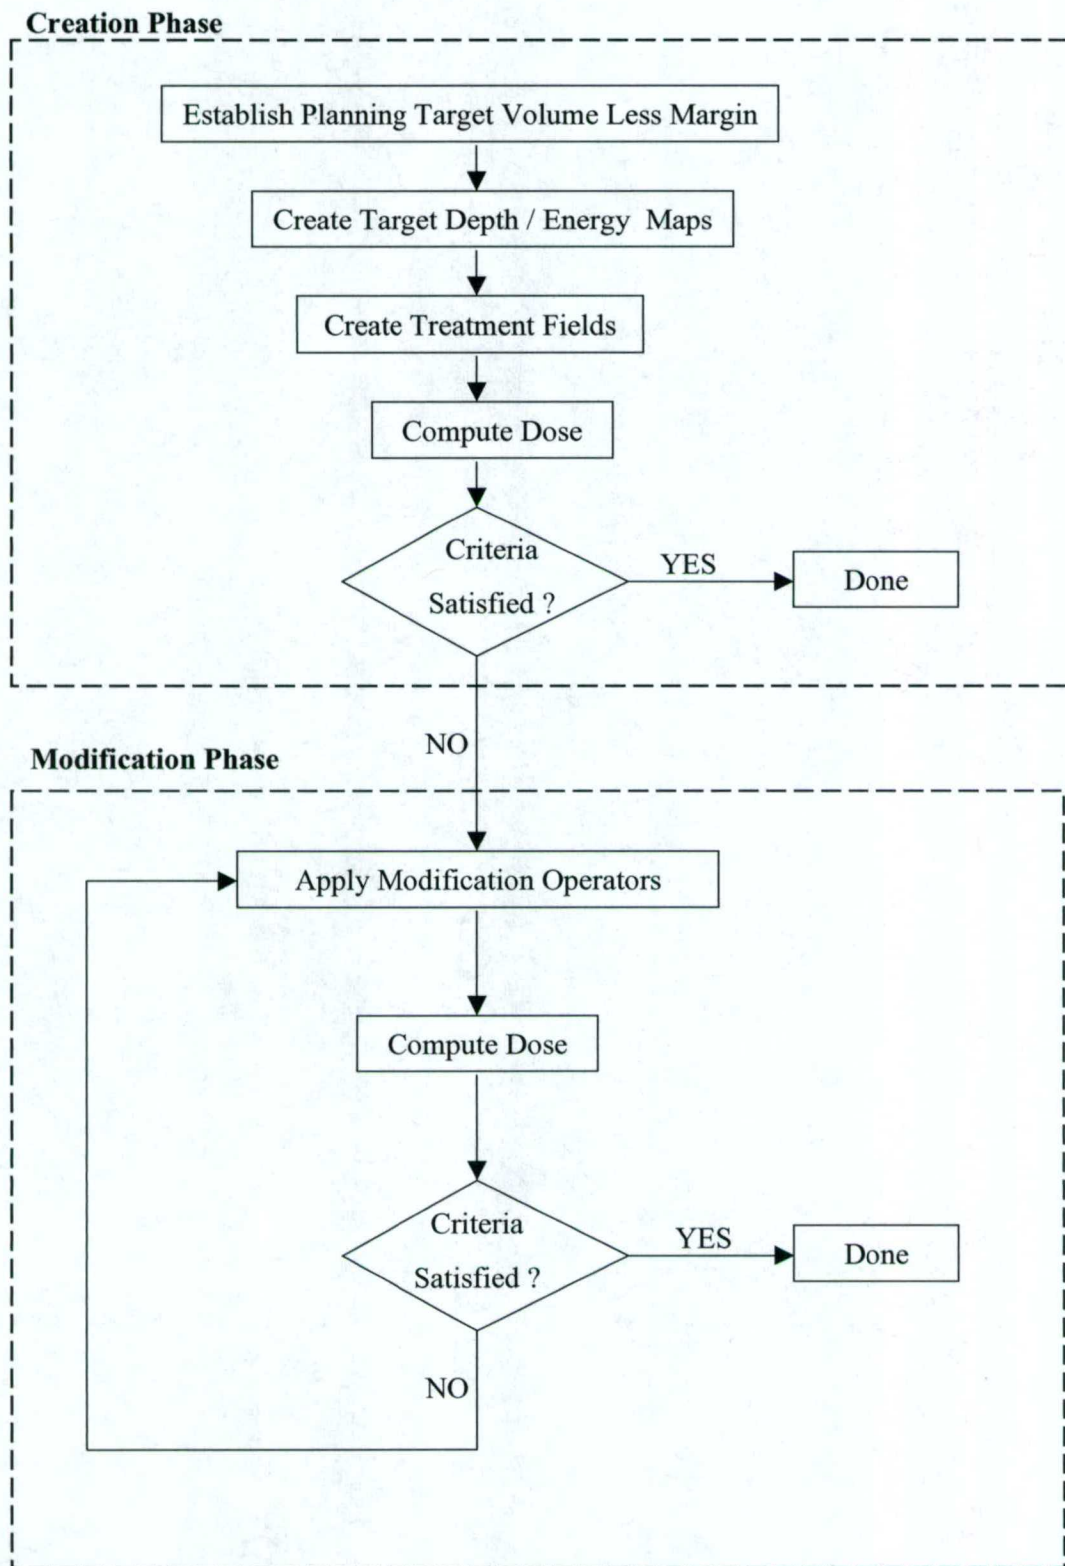 Creation Phase
Establish Planning Target Volume Less Margin
Create Target Depth / Energy Maps
Create Treatment Fields
Compute Dose
Criteria
Satisfied ?
YES
Done
NO
Modification Phase
Apply Modification Operators
Compute Dose
Criteria
Satisfied ?
YES
Done
NO